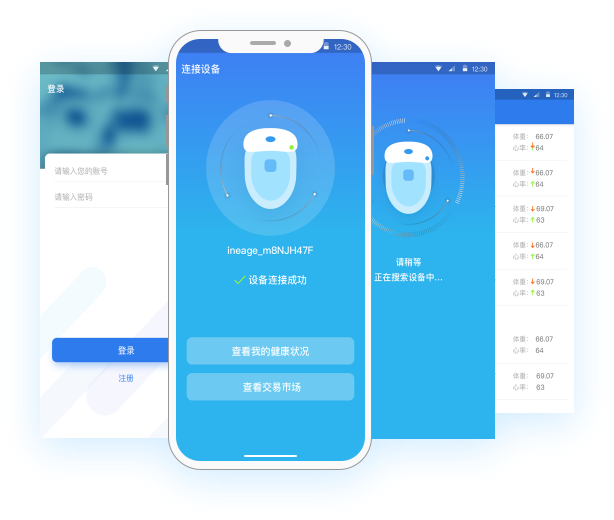 登录
请输入您的账号
请输入密码
登录
注册
12:30
连接设备
ineage_m8NJH47F
设备连接成功
查看我的健康状况
查看交易市场
12:30
请稍等
正在搜索设备中...
12:30
体重: 66.07
心率: 64
体重: 66.07
心率: 64
体重: 69.07
心率: 63
体重: 66.07
心率: 64
体重: 69.07
心率: 63
体重: 66.07
心率: 64
体重: 69.07
心率: 63